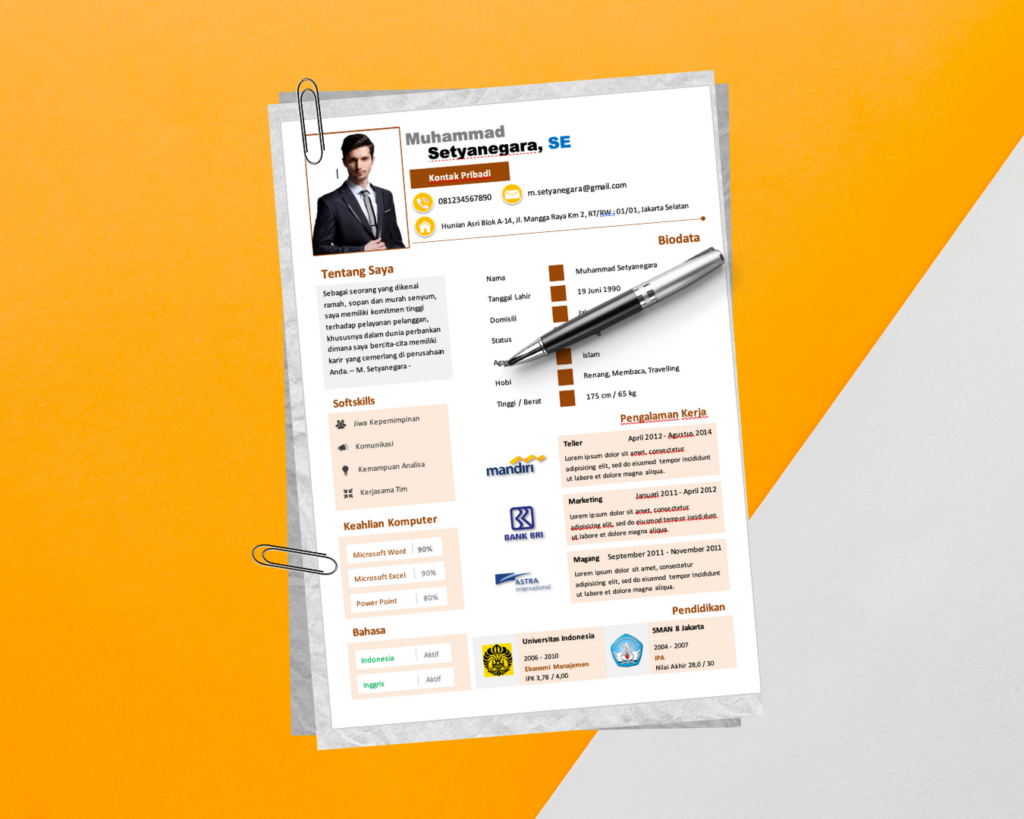 Muhammad
Setyanegara, SE
Kontak Pribadi
081234567890
m.setyanegara@gmail.com
Hunian Asri Blok A-14, Jl. Mangga Raya Km 2, RT/RW : 01/01, Jakarta Selatan
Tentang Saya
Sebagai seorang yang dikenal
ramah, sopan dan murah senyum,
saya memiliki komitmen tinggi
terhadap pelayanan pelanggan,
khususnya dalam dunia perbankan
dimana saya bercita-cita memiliki
karir yang cemerlang di perusahaan
Anda. – M. Setyanegara -
Softskills
Jiwa Kepemimpinan
Komunikasi
Kemampuan Analisa
Kerjasama Tim
Keahlian Komputer
Microsoft Word 90%
Microsoft Excel 90%
Power Point 80%
Bahasa
Indonesia Aktif
Inggris Aktif
Biodata
Nama Muhammad Setyanegara
Tanggal Lahir 19 Juni 1990
Domisili
Status
Islam
Hobi Renang, Membaca, Travelling
Tinggi / Berat 175 cm / 65 kg
Pengalaman Kerja
mandiri
Teller April 2012 - Agustus 2014
Lorem ipsum dolor sit amet, consectetur
adipisicing elit, sed do eiusmod tempor incididunt
ut labore et dolore magna aliqua.
BANK BRI
Marketing Januari 2011 - April 2012
Lorem ipsum dolor sit amet, consectetur
adipisicing elit, sed do eiusmod tempor incididunt
ut labore et dolore magna aliqua.
ASTRA
international
Magang September 2011 - November 2011
Lorem ipsum dolor sit amet, consectetur
adipisicing elit, sed do eiusmod tempor incididunt
ut labore et dolore magna aliqua.
Pendidikan
Universitas Indonesia
2006 - 2010
Ekonomi Manajemen
IPK 3,78 / 4,00
SMAN 8 Jakarta
2004 - 2007
IPA
Nilai Akhir 28,0 / 30